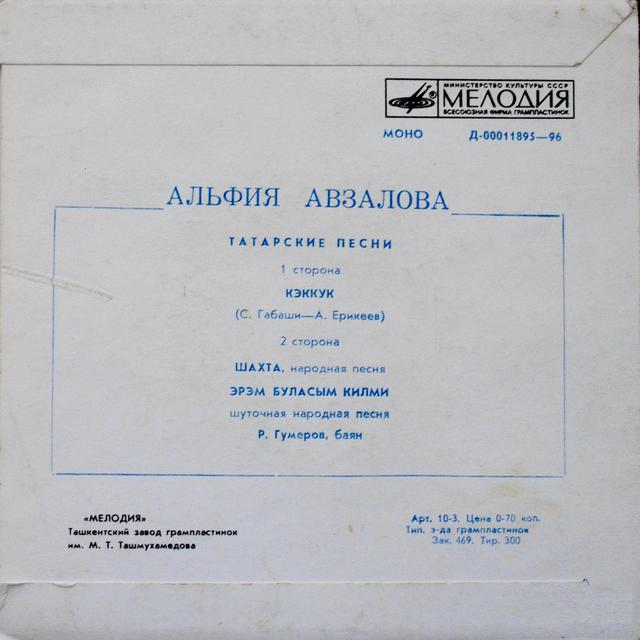 МИНИСТЕРСТВО КУЛЬТУРЫ СССР
МЕЛОДИЯ
ВСЕСОЮЗНАЯ ФИРМА ГРАМПЛАСТИНОК
МОНО Д-00011895—96
АЛЬФИЯ АВЗАЛОВА
ТАТАРСКИЕ ПЕСНИ
1 сторона
КЭККУК
(С. Габаши—А. Ерикеев)
2 сторона
ШАХТА, народная песня
ЭРЭМ БУЛАСЫМ КИЛМИ
шуточная народная песня
Р. Гумеров, баян
«МЕЛОДИЯ»
Ташкентский завод грампластинок
им. М. Т. Ташмухамедова
Арт. 10-3. Цена 0-70 коп.
Тип. з-да грампластинок
Зак. 469. Тир. 300